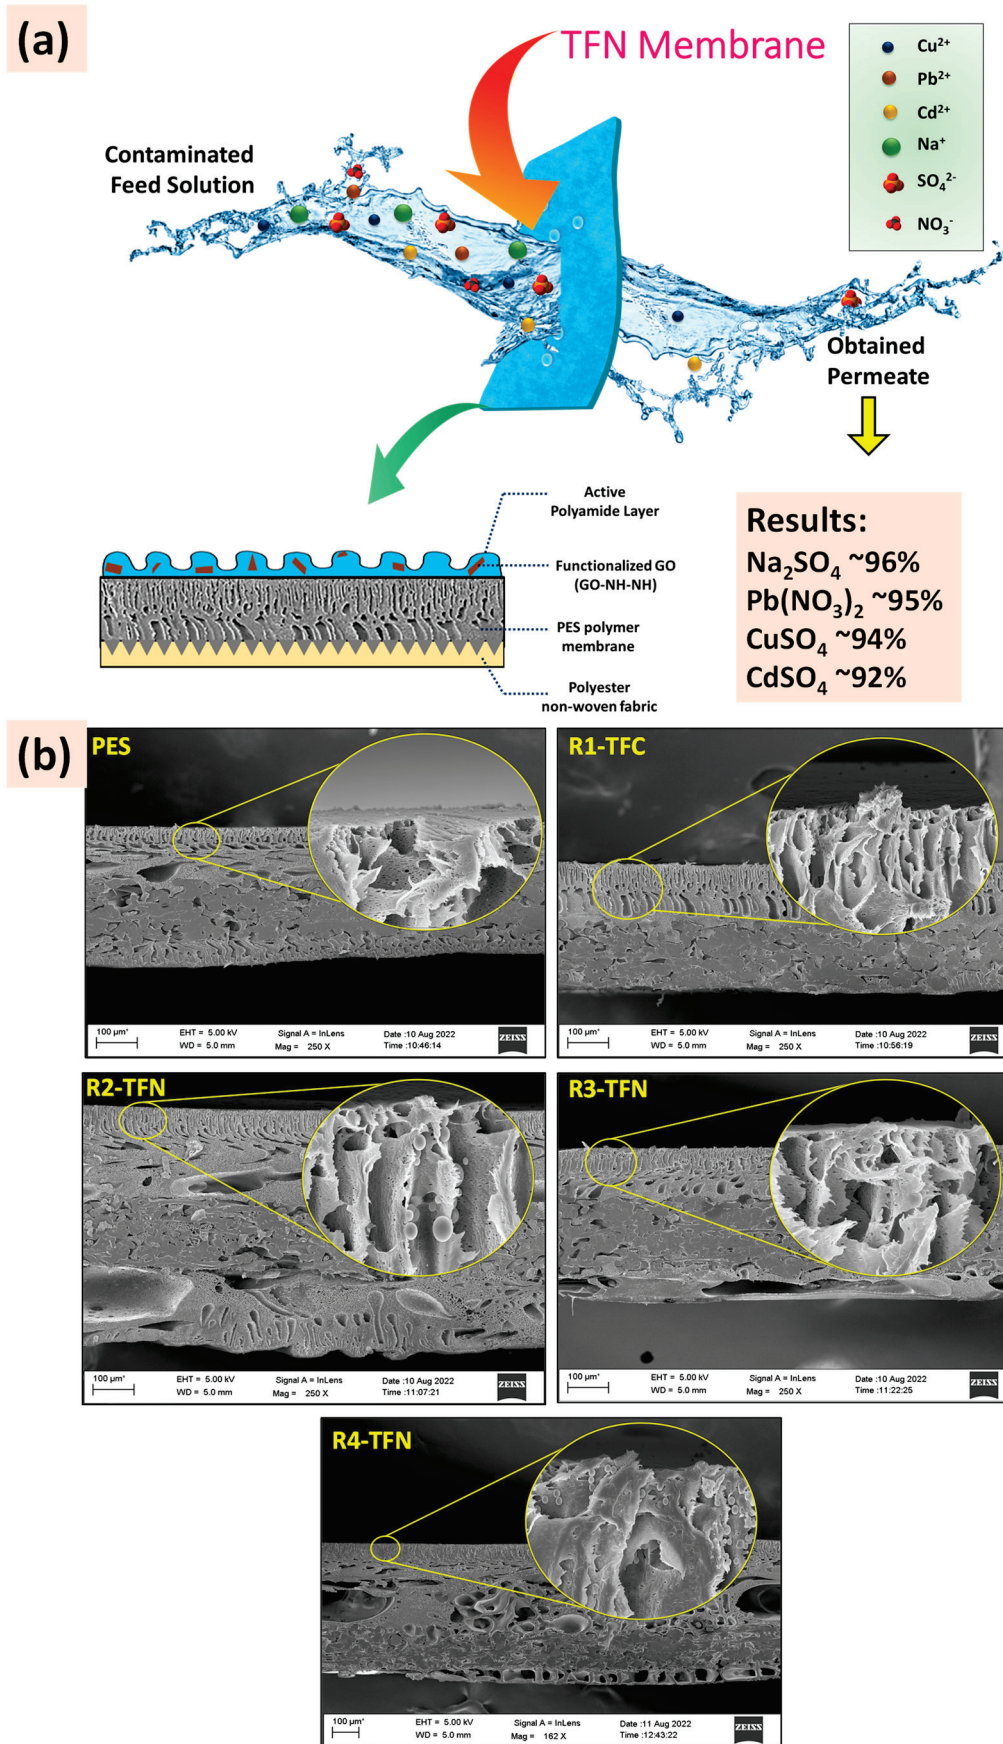 (a)
TFN Membrane
Cu²⁺
Pb²⁺
Cd²⁺
Na⁺
SO₄²⁻
NO₃⁻
Contaminated
Feed Solution
Obtained
Permeate
Active
Polyamide Layer
Functionalized GO
(GO-NH-NH)
PES polymer
membrane
Polyester
non-woven fabric
Results:
Na₂SO₄ ~96%
Pb(NO₃)₂ ~95%
CuSO₄ ~94%
CdSO₄ ~92%
(b)
PES
100 µm* EHT = 5.00 kV Signal A = InLens Date :10 Aug 2022
WD = 5.0 mm Mag = 250 X Time :10:46:14
ZEISS
R1-TFC
100 µm* EHT = 5.00 kV Signal A = InLens Date :10 Aug 2022
WD = 5.0 mm Mag = 250 X Time :10:56:19
ZEISS
R2-TFN
100 µm* EHT = 5.00 kV Signal A = InLens Date :10 Aug 2022
WD = 5.0 mm Mag = 250 X Time :11:07:21
ZEISS
R3-TFN
100 µm* EHT = 5.00 kV Signal A = InLens Date :10 Aug 2022
WD = 5.0 mm Mag = 250 X Time :11:22:25
ZEISS
R4-TFN
100 µm* EHT = 5.00 kV Signal A = InLens Date :11 Aug 2022
WD = 5.0 mm Mag = 162 X Time :12:43:22
ZEISS